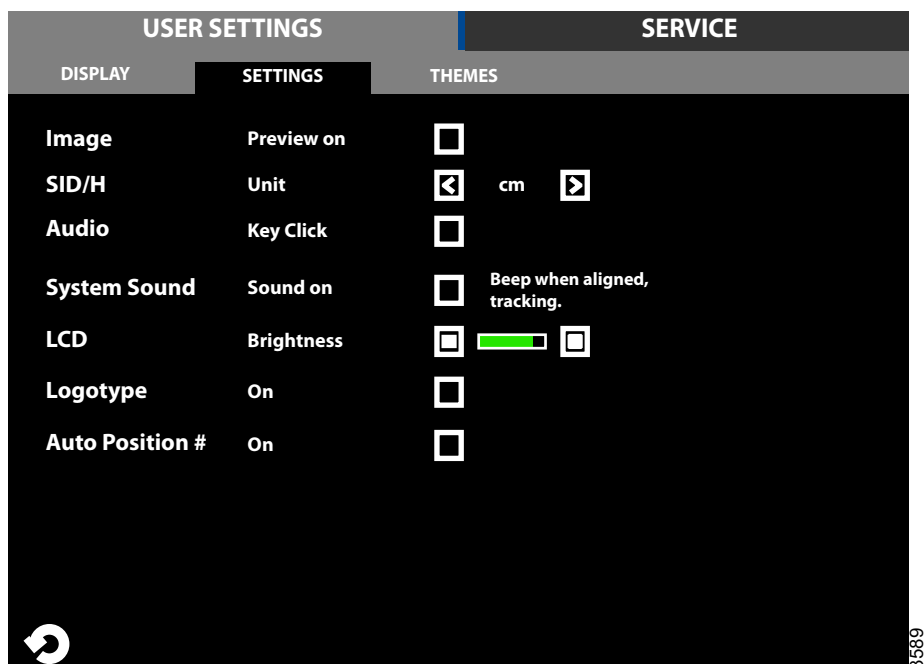 USER SETTINGS SERVICE
DISPLAY SETTINGS THEMES
Image Preview on
SID/H Unit cm
Audio Key Click
System Sound Sound on Beep when aligned,
tracking.
LCD Brightness
Logotype On
Auto Position # On